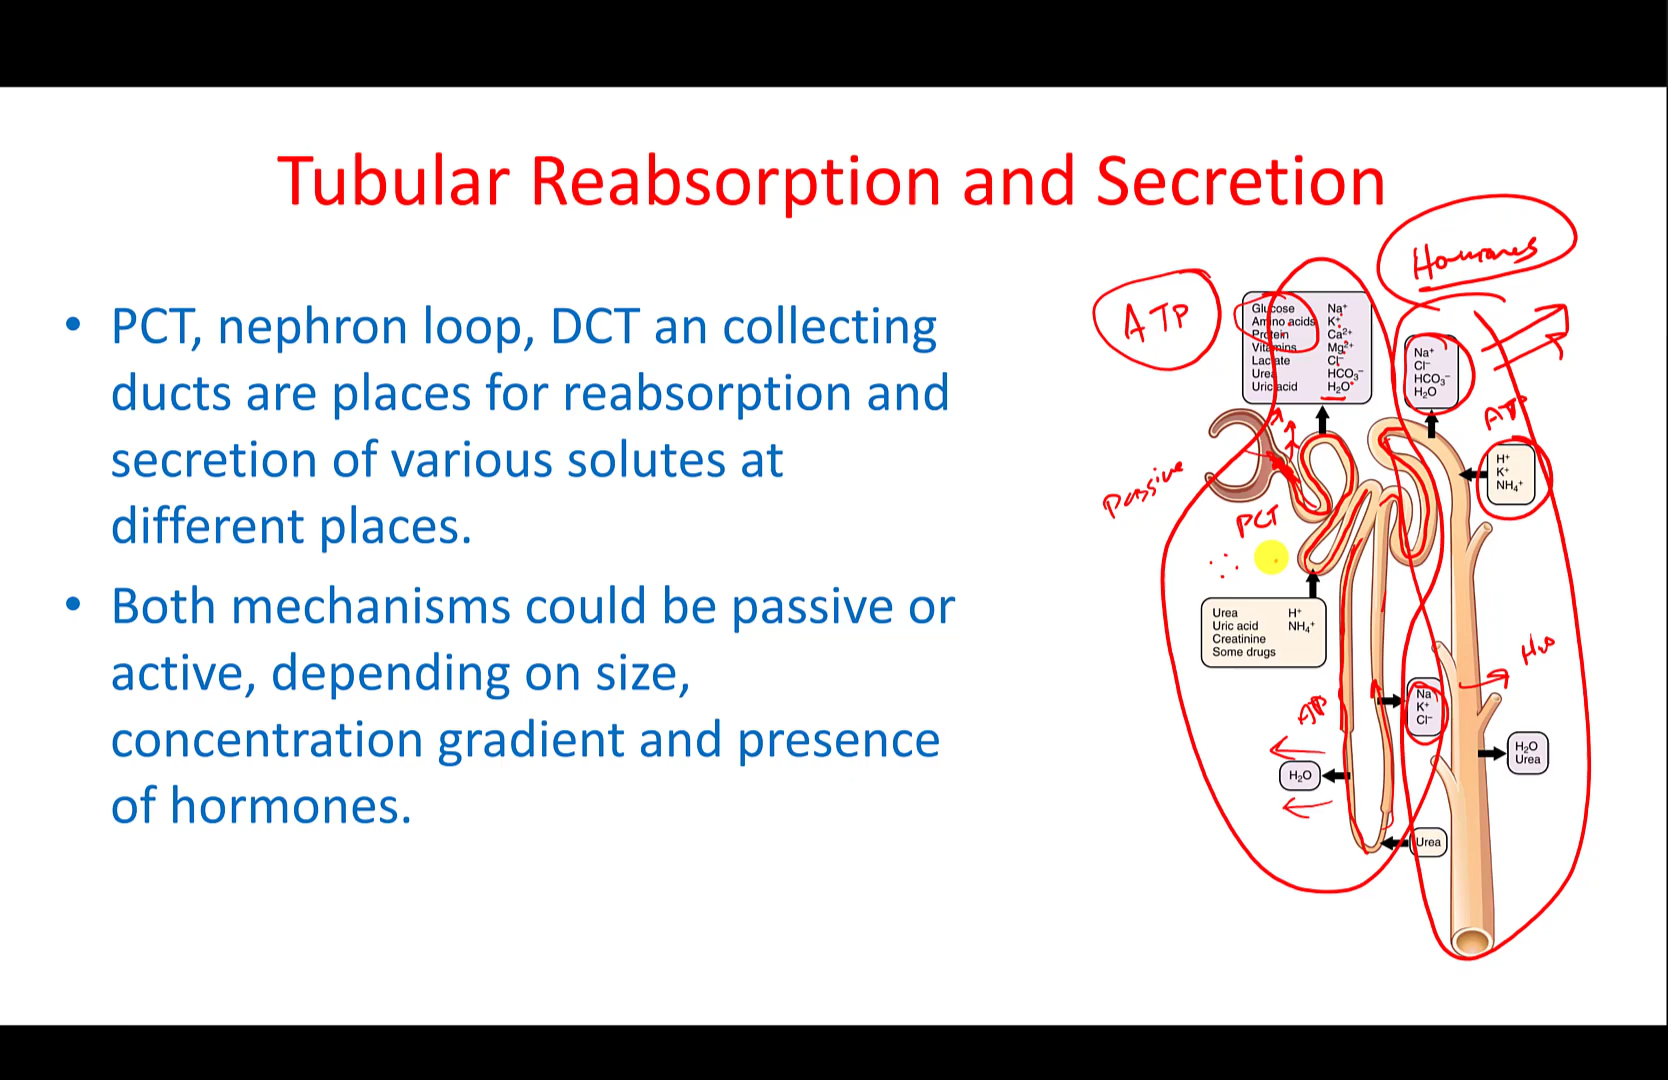 Tubular Reabsorption and Secretion
• PCT, nephron loop, DCT an collecting
ducts are places for reabsorption and
secretion of various solutes at
different places.
• Both mechanisms could be passive or
active, depending on size,
concentration gradient and presence
of hormones.
Hormones
ATP
Glucose Na⁺
Amino acids K⁺
Protein Ca²⁺
Vitamins Mg²⁺
Lactate Cl⁻
Urea HCO₃⁻
Uric acid H₂O
Na⁺
Cl⁻
HCO₃⁻
H₂O
ATP
H⁺
K⁺
NH₄⁺
Passive
PCT
Urea H⁺
Uric acid NH₄⁺
Creatinine
Some drugs
H₂O
Na
K⁺
Cl⁻
ATP
H₂O
Urea
H₂O
Urea